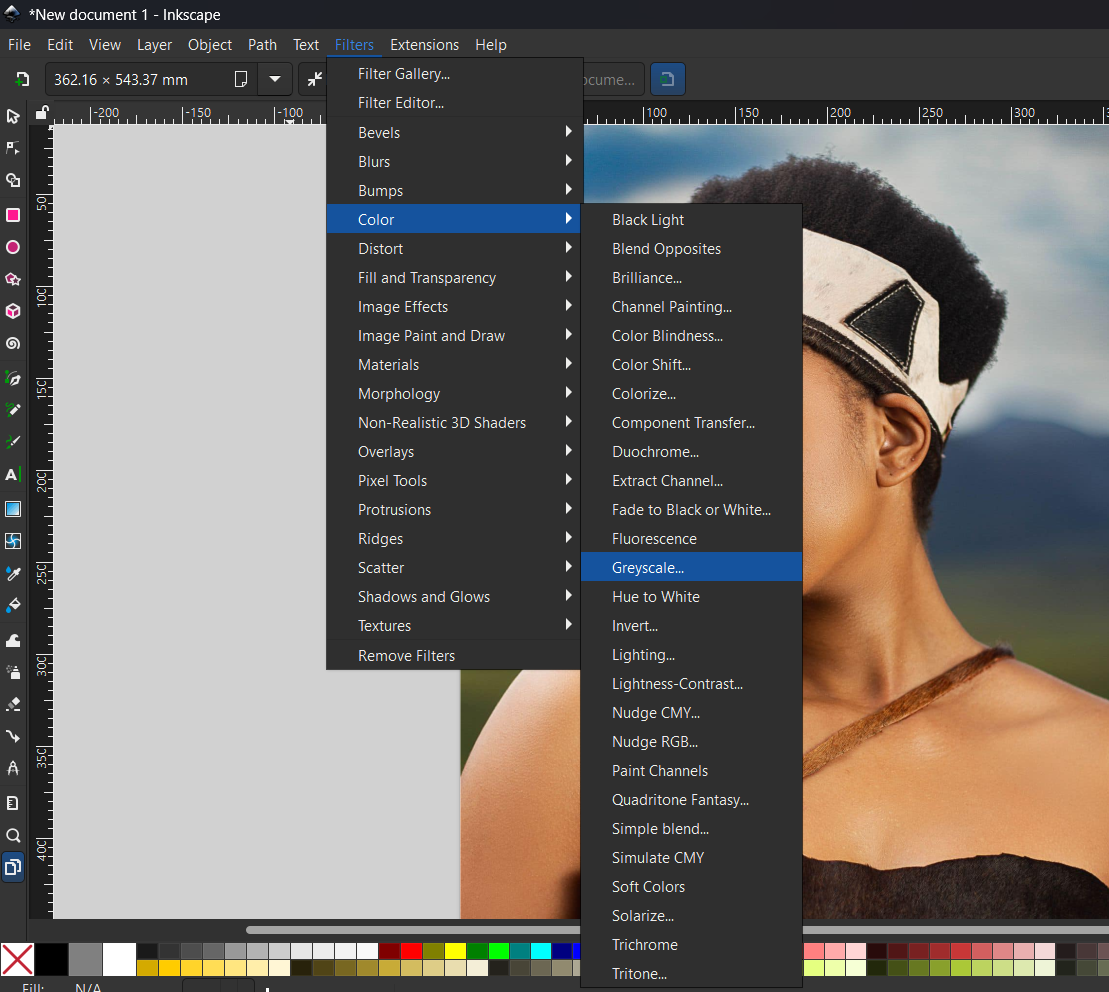 *New document 1 - Inkscape
File Edit View Layer Object Path Text Filters Extensions Help
362.16 × 543.37 mm
ocume...
-200 -150 -100 100 150 200 250 300
50
100
150
200
250
300
350
400
A
Filter Gallery...
Filter Editor...
Bevels
Blurs
Bumps
Color
Distort
Fill and Transparency
Image Effects
Image Paint and Draw
Materials
Morphology
Non-Realistic 3D Shaders
Overlays
Pixel Tools
Protrusions
Ridges
Scatter
Shadows and Glows
Textures
Remove Filters
Black Light
Blend Opposites
Brilliance...
Channel Painting...
Color Blindness...
Color Shift...
Colorize...
Component Transfer...
Duochrome...
Extract Channel...
Fade to Black or White...
Fluorescence
Greyscale...
Hue to White
Invert...
Lighting...
Lightness-Contrast...
Nudge CMY...
Nudge RGB...
Paint Channels
Quadritone Fantasy...
Simple blend...
Simulate CMY
Soft Colors
Solarize...
Trichrome
Tritone...
Fill: N/A